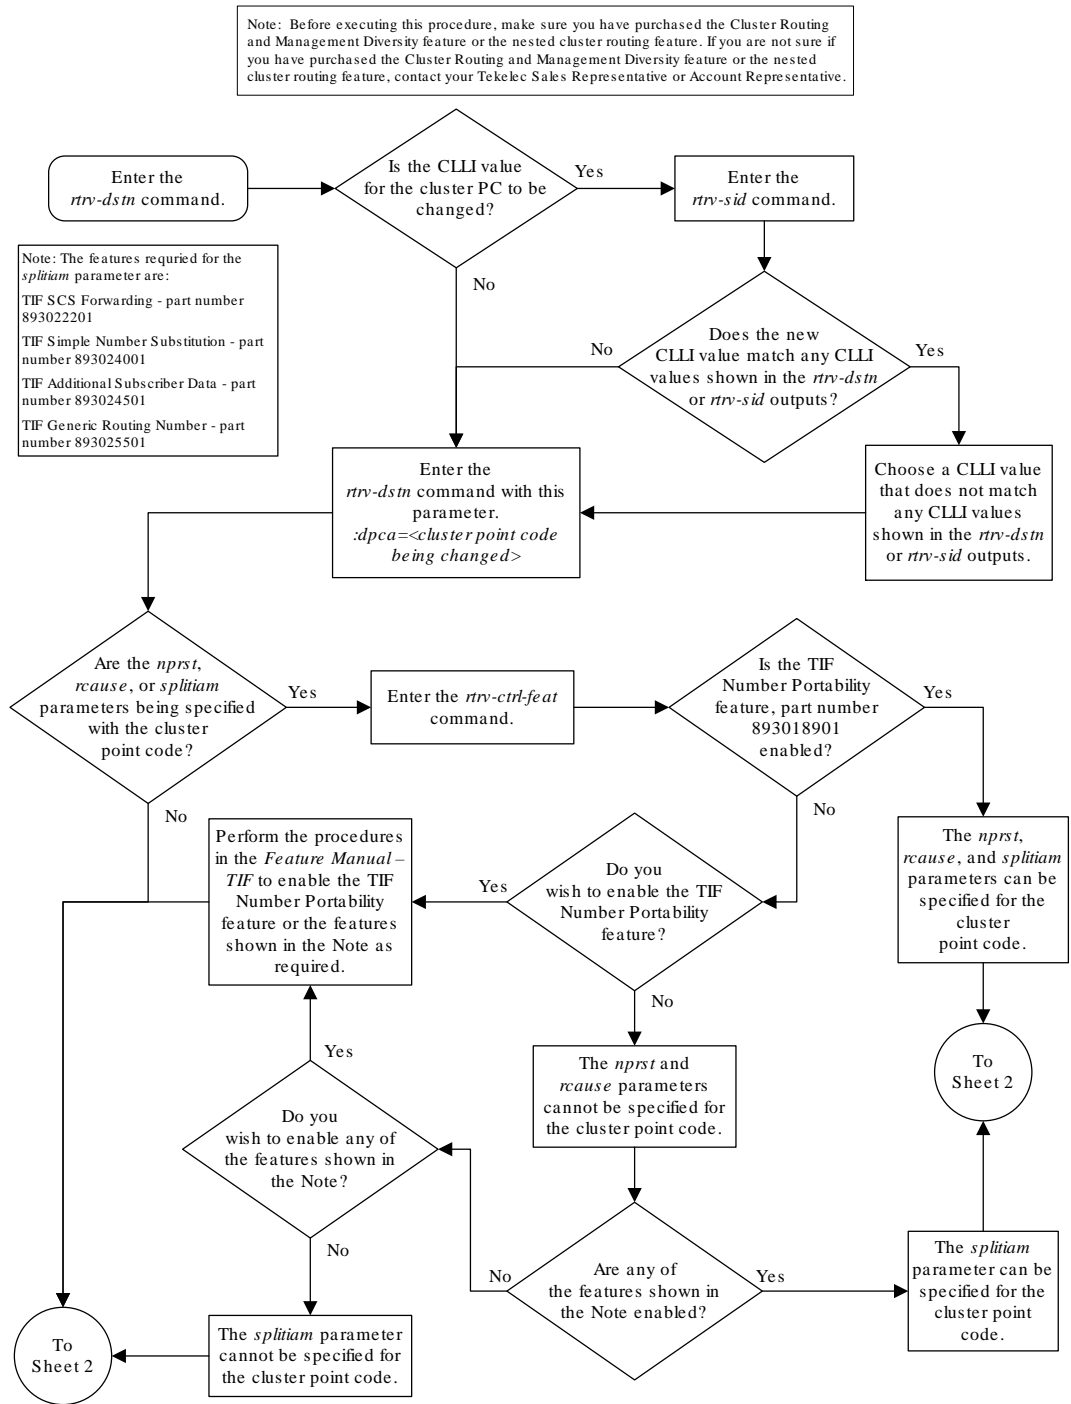 Note: Before executing this procedure, make sure you have purchased the Cluster Routing
and Management Diversity feature or the nested cluster routing feature. If you are not sure if
you have purchased the Cluster Routing and Management Diversity feature or the nested
cluster routing feature, contact your Tekelec Sales Representative or Account Representative.
Enter the
rtrv-dstn command.
Is the CLLI value
for the cluster PC to be
changed?
Yes
No
Enter the
rtrv-sid command.
Note: The features requried for the
splitiam parameter are:
TIF SCS Forwarding - part number
893022201
TIF Simple Number Substitution - part
number 893024001
TIF Additional Subscriber Data - part
number 893024501
TIF Generic Routing Number - part
number 893025501
Does the new
CLLI value match any CLLI
values shown in the rtrv-dstn
or rtrv-sid outputs?
No
Yes
Enter the
rtrv-dstn command with this
parameter.
:dpca=<cluster point code
being changed>
Choose a CLLI value
that does not match
any CLLI values
shown in the rtrv-dstn
or rtrv-sid outputs.
Are the nprst,
rcause, or splitiam
parameters being specified
with the cluster
point code?
Yes
No
Enter the rtrv-ctrl-feat
command.
Is the TIF
Number Portability
feature, part number
893018901
enabled?
Yes
No
Perform the procedures
in the Feature Manual –
TIF to enable the TIF
Number Portability
feature or the features
shown in the Note as
required.
Yes
Do you
wish to enable the TIF
Number Portability
feature?
No
The nprst,
rcause, and splitiam
parameters can be
specified for the
cluster
point code.
To
Sheet 2
The nprst and
rcause parameters
cannot be specified for
the cluster point code.
Yes
Do you
wish to enable any of
the features shown in
the Note?
No
No
Are any of
the features shown in
the Note enabled?
Yes
The splitiam
parameter can be
specified for the
cluster point
code.
To
Sheet 2
The splitiam parameter
cannot be specified for
the cluster point code.